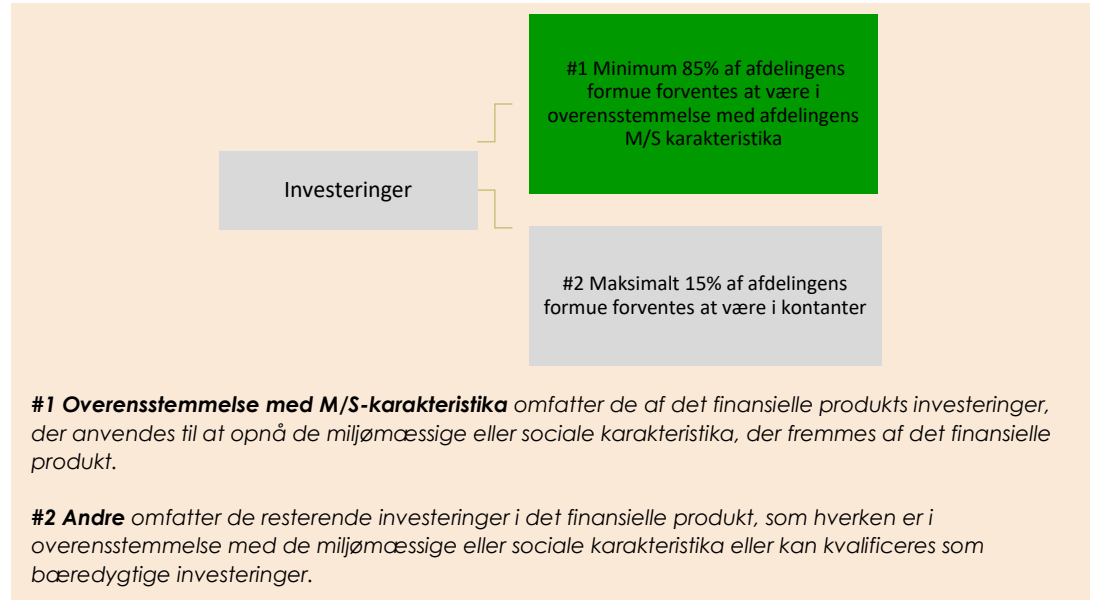 #1 Minimum 85% af afdelingens
formue forventes at være i
overensstemmelse med afdelingens
M/S karakteristika
Investeringer
#2 Maksimalt 15% af afdelingens
formue forventes at være i kontanter
#1 Overensstemmelse med M/S-karakteristika omfatter de af det finansielle produkts investeringer,
der anvendes til at opnå de miljømæssige eller sociale karakteristika, der fremmes af det finansielle
produkt.
#2 Andre omfatter de resterende investeringer i det finansielle produkt, som hverken er i
overensstemmelse med de miljømæssige eller sociale karakteristika eller kan kvalificeres som
bæredygtige investeringer.